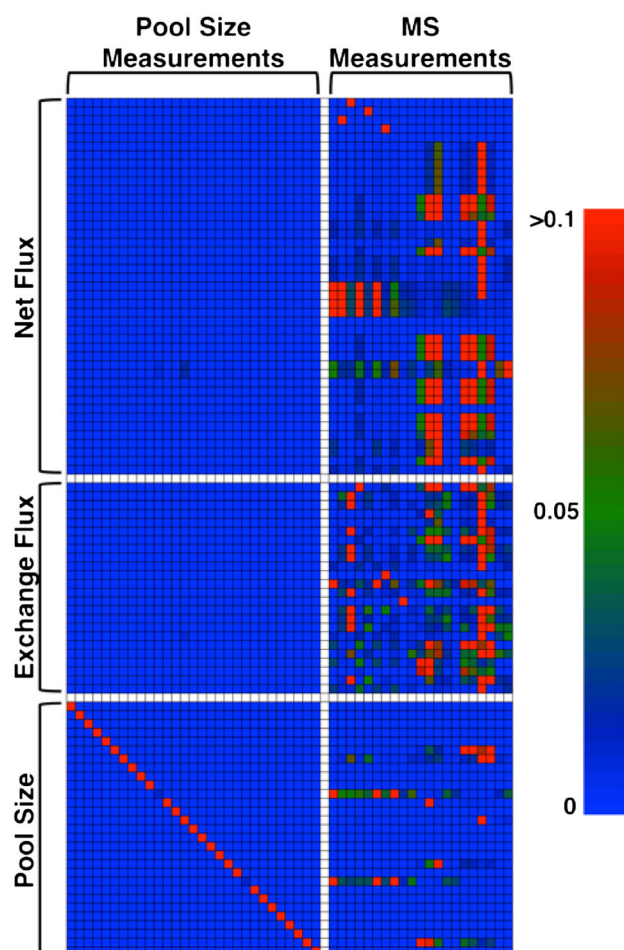 Pool Size
Measurements
MS
Measurements
Net Flux
Exchange Flux
Pool Size
>0.1
0.05
0